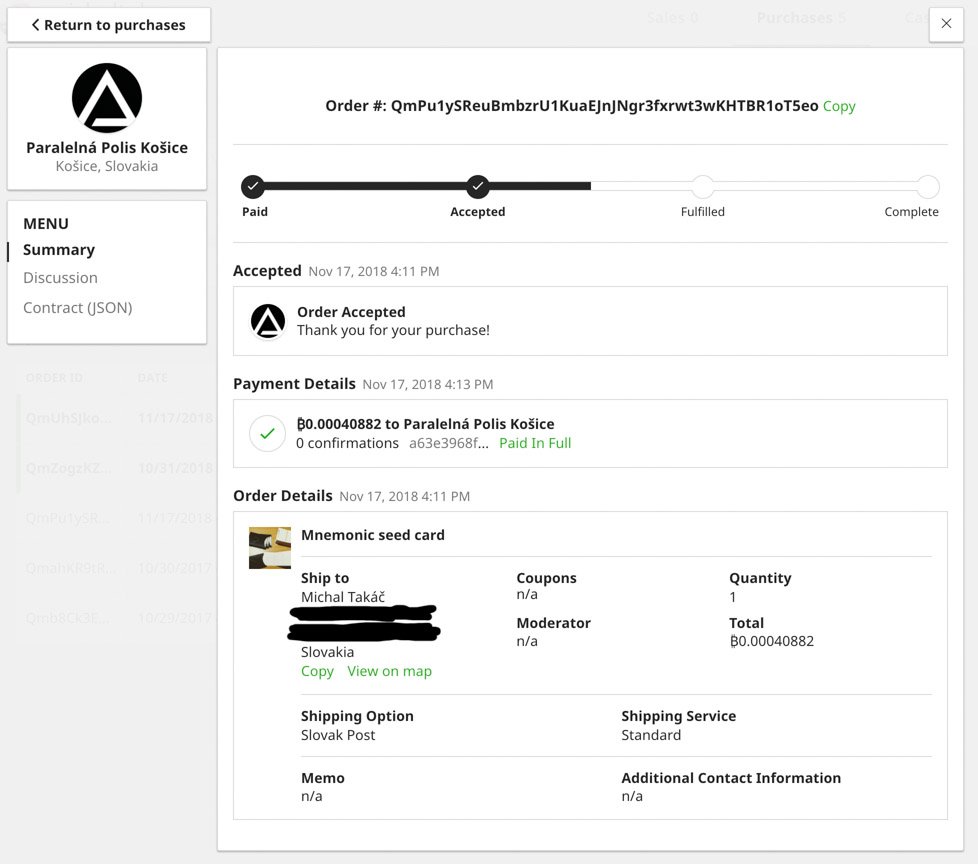 Sales 0 Purchases 5
Return to purchases
Paralelná Polis Košice
Košice, Slovakia
MENU
Summary
Discussion
Contract (JSON)
ORDER ID DATE
11/17/2018
QmZogzKZ... 10/31/2018
QmPu1ySR... 11/17/2018
10/30/2017
10/29/2017
Order #: QmPu1ySReuBmbzrU1KuaEJnJNgr3fxrwt3wKHTBR1oT5eo Copy
Paid Accepted Fulfilled Complete
Accepted Nov 17, 2018 4:11 PM
Order Accepted
Thank you for your purchase!
Payment Details Nov 17, 2018 4:13 PM
₿0.00040882 to Paralelná Polis Košice
0 confirmations a63e3968f... Paid In Full
Order Details Nov 17, 2018 4:11 PM
Mnemonic seed card
Ship to
Michal Takáč
Slovakia
Copy View on map
Coupons
n/a
Moderator
n/a
Quantity
1
Total
₿0.00040882
Shipping Option
Slovak Post
Shipping Service
Standard
Memo
n/a
Additional Contact Information
n/a